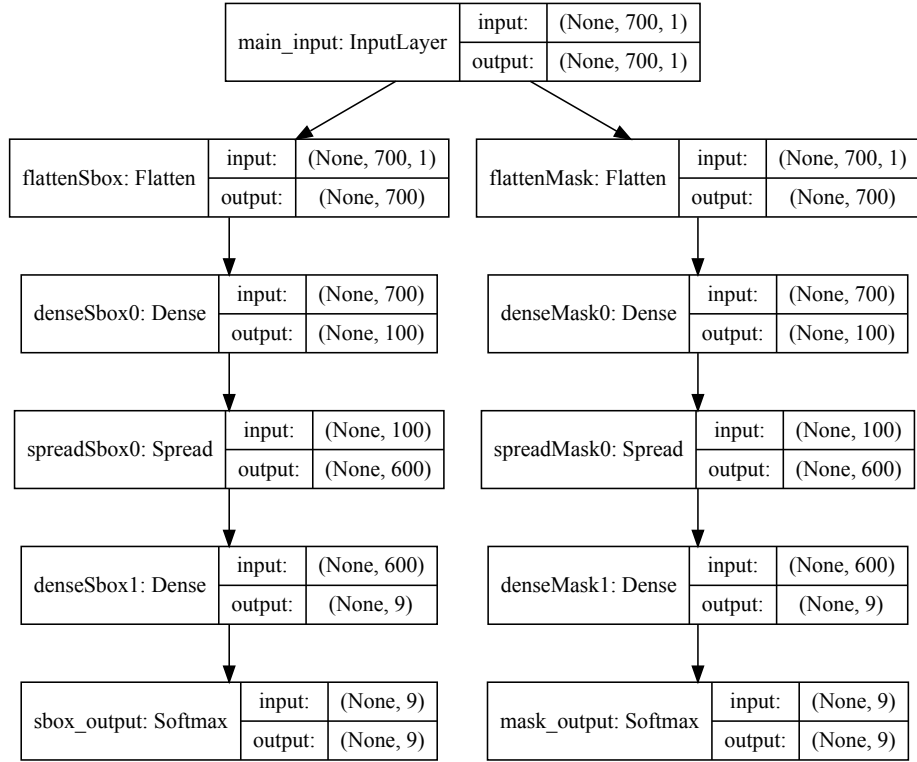 main_input: InputLayer
input:
(None, 700, 1)
output:
(None, 700, 1)
flattenSbox: Flatten
input:
(None, 700, 1)
output:
(None, 700)
flattenMask: Flatten
input:
(None, 700, 1)
output:
(None, 700)
denseSbox0: Dense
input:
(None, 700)
output:
(None, 100)
denseMask0: Dense
input:
(None, 700)
output:
(None, 100)
spreadSbox0: Spread
input:
(None, 100)
output:
(None, 600)
spreadMask0: Spread
input:
(None, 100)
output:
(None, 600)
denseSbox1: Dense
input:
(None, 600)
output:
(None, 9)
denseMask1: Dense
input:
(None, 600)
output:
(None, 9)
sbox_output: Softmax
input:
(None, 9)
output:
(None, 9)
mask_output: Softmax
input:
(None, 9)
output:
(None, 9)